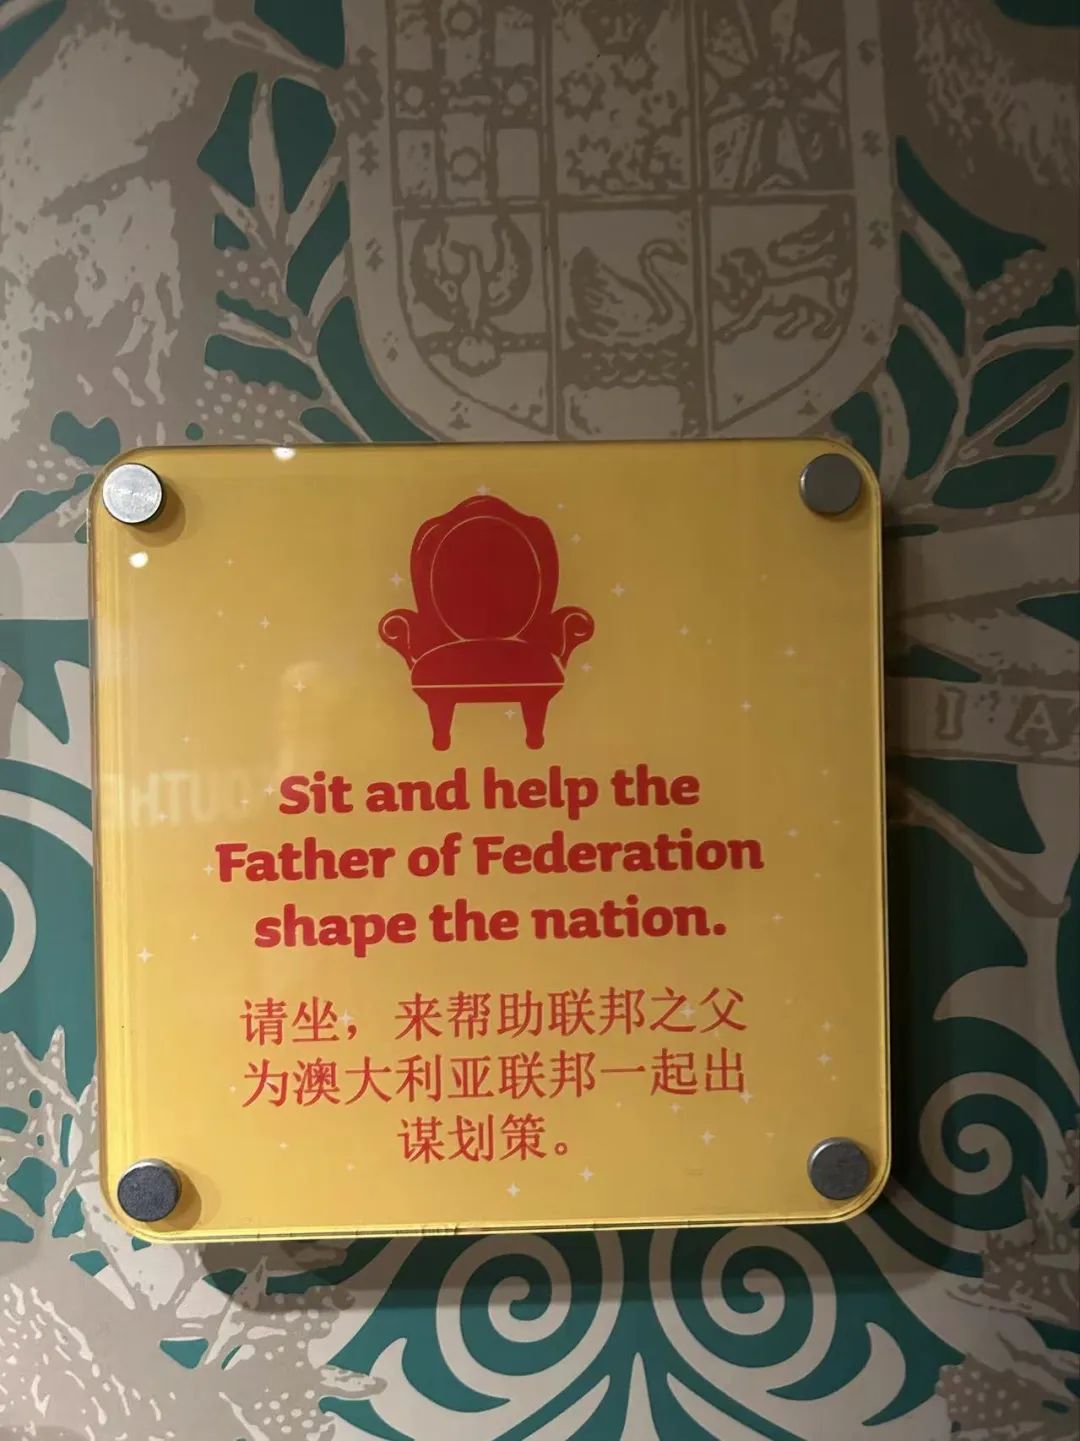 Sit and help the
Father of Federation
shape the nation.
请坐，来帮助联邦之父
为澳大利亚联邦一起出
谋划策。
I A